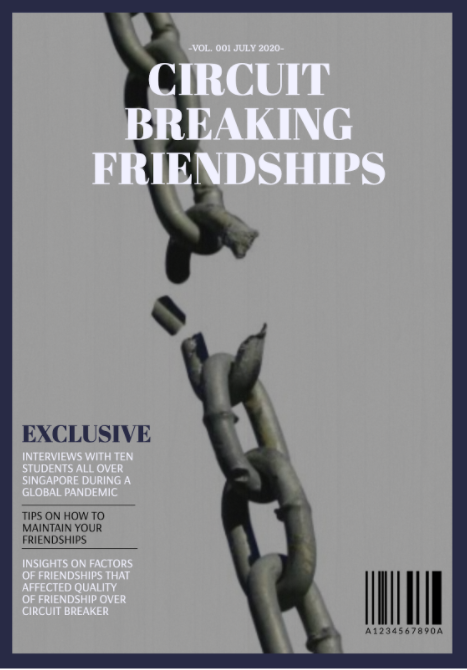 -VOL. 001 JULY 2020-
CIRCUIT
BREAKING
FRIENDSHIPS
EXCLUSIVE
INTERVIEWS WITH TEN
STUDENTS ALL OVER
SINGAPORE DURING A
GLOBAL PANDEMIC
TIPS ON HOW TO
MAINTAIN YOUR
FRIENDSHIPS
INSIGHTS ON FACTORS
OF FRIENDSHIPS THAT
AFFECTED QUALITY
OF FRIENDSHIP OVER
CIRCUIT BREAKER
A1234567890A